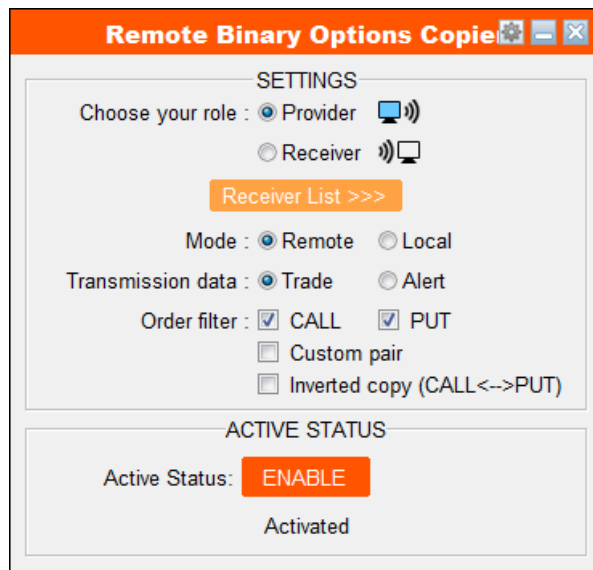 Remote Binary Options Copie
SETTINGS
Choose your role : Provider
Receiver
Receiver List >>>
Mode : Remote Local
Transmission data : Trade Alert
Order filter : CALL PUT
Custom pair
Inverted copy (CALL<-->PUT)
ACTIVE STATUS
Active Status: ENABLE
Activated